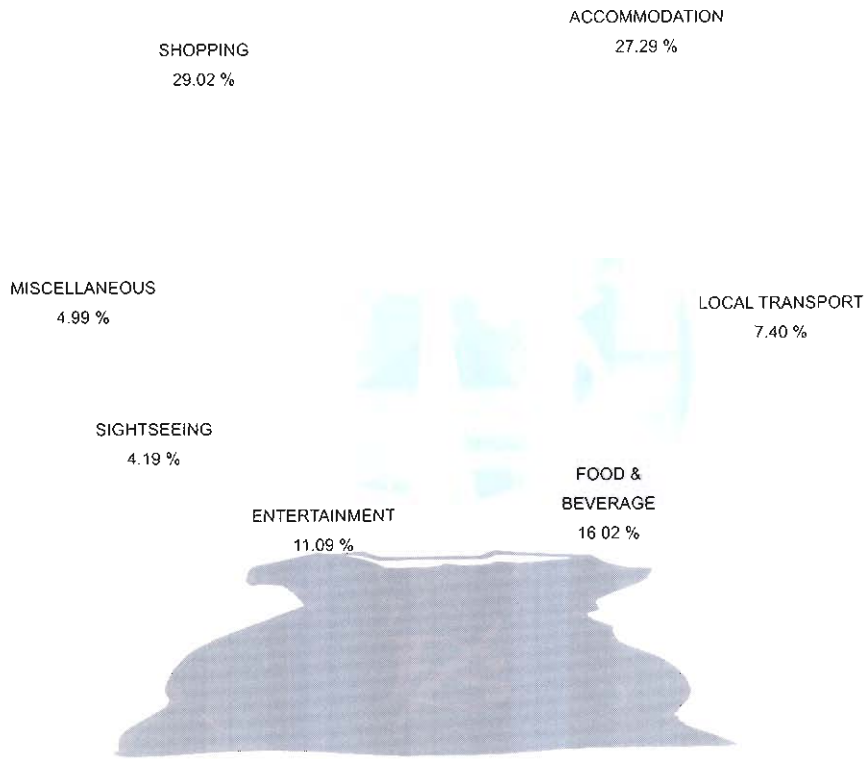 ACCOMMODATION
27.29 %
SHOPPING
29.02 %
MISCELLANEOUS
4.99 %
LOCAL TRANSPORT
7.40 %
SIGHTSEEING
4.19 %
FOOD &
BEVERAGE
16 02 %
ENTERTAINMENT
11.09 %